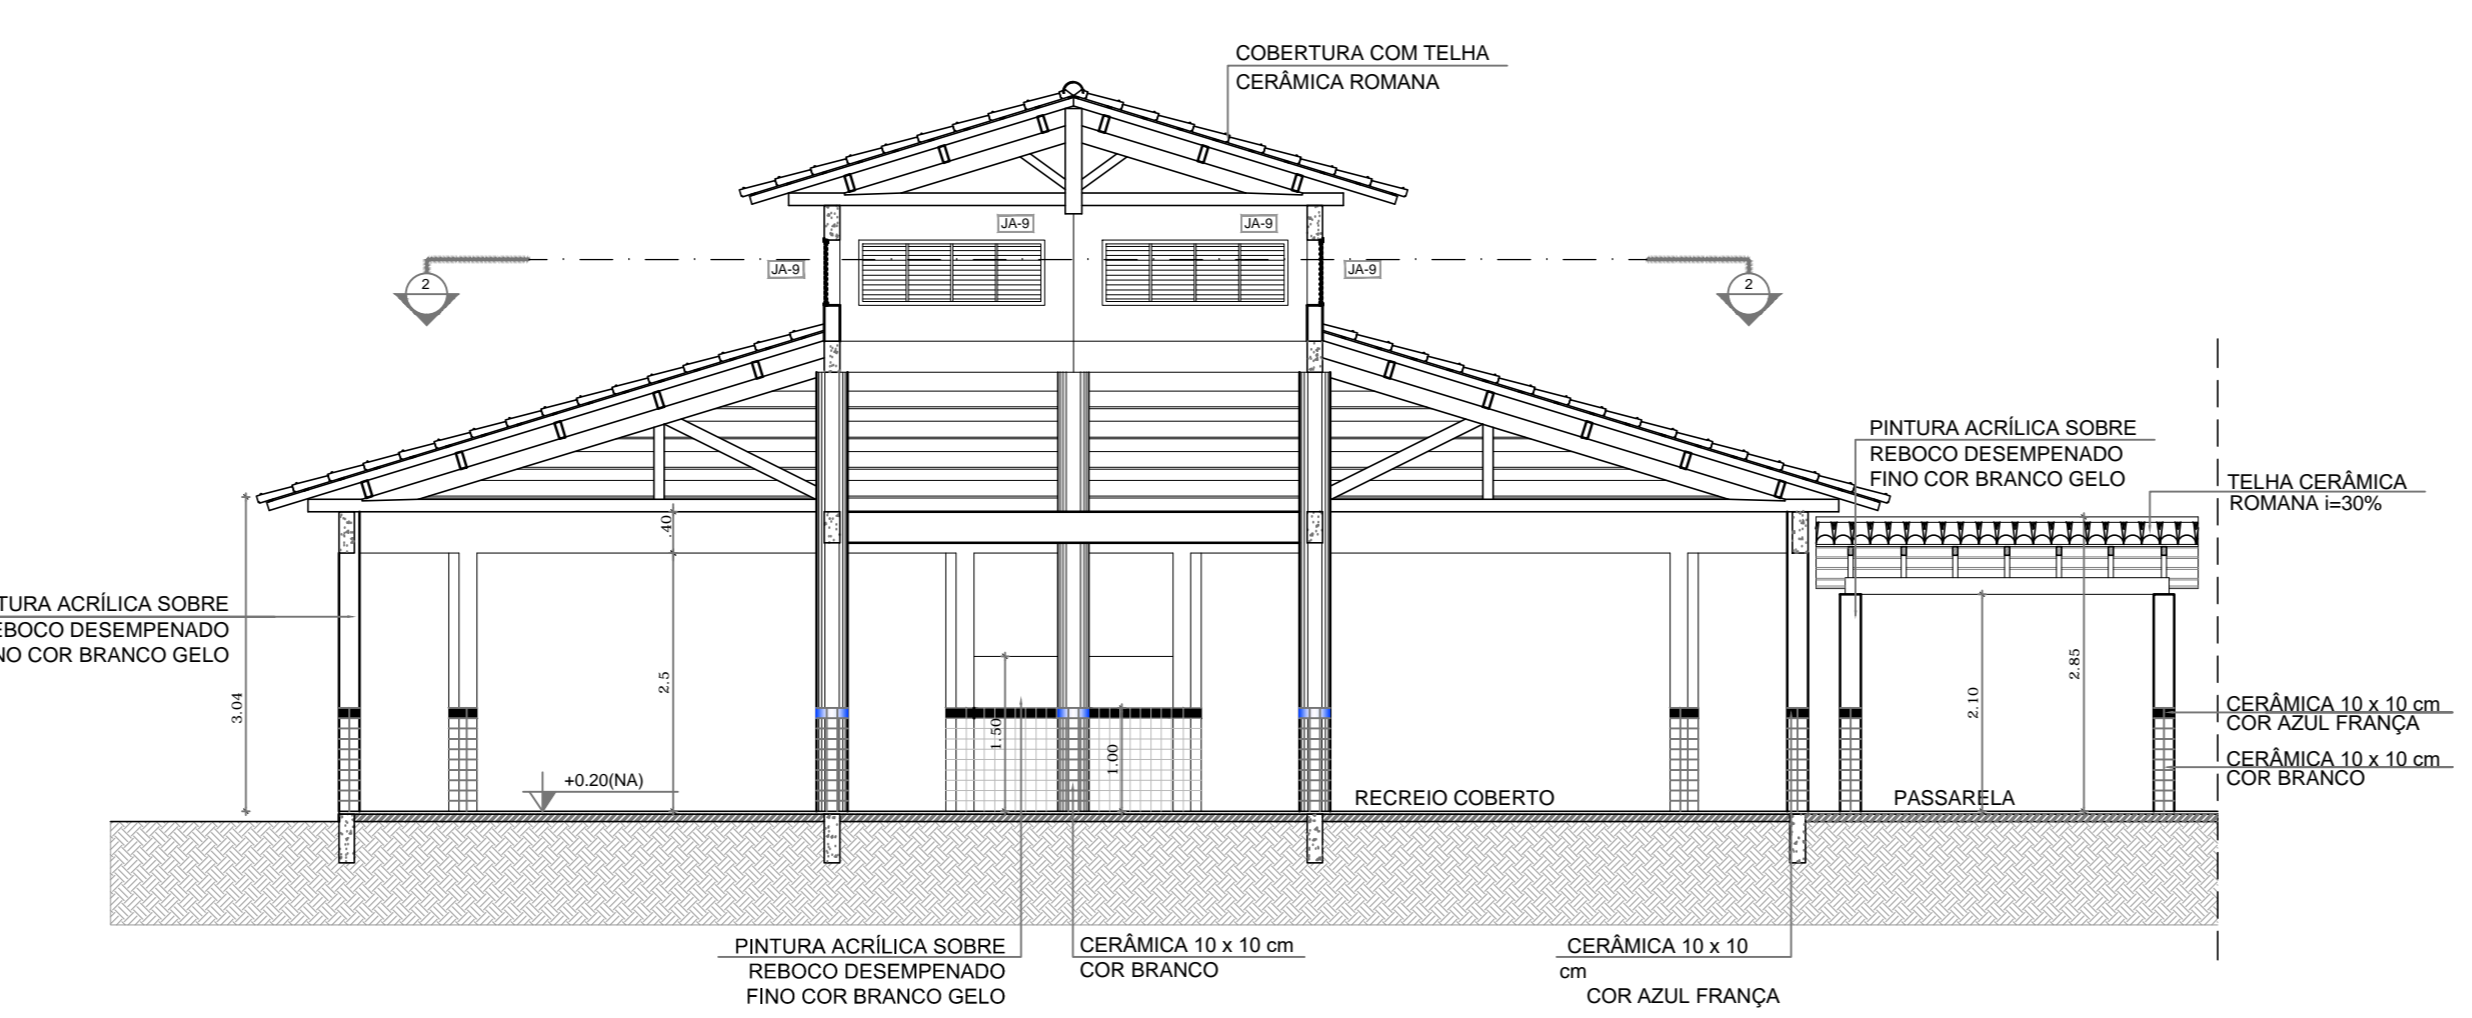 COBERTURA COM TELHA
CERÂMICA ROMANA
JA-9
JA-9
JA-9
JA-9
2
2
PINTURA ACRÍLICA SOBRE
REBOCO DESEMPENADO
FINO COR BRANCO GELO
TELHA CERÂMICA
ROMANA i=30%
.40
TURA ACRÍLICA SOBRE
EBOCO DESEMPENADO
NO COR BRANCO GELO
3.04
2.5
1.50
1.00
2.10
2.85
CERÂMICA 10 x 10 cm
COR AZUL FRANÇA
CERÂMICA 10 x 10 cm
COR BRANCO
+0.20(NA)
RECREIO COBERTO
PASSARELA
PINTURA ACRÍLICA SOBRE
REBOCO DESEMPENADO
FINO COR BRANCO GELO
CERÂMICA 10 x 10 cm
COR BRANCO
CERÂMICA 10 x 10
cm
COR AZUL FRANÇA